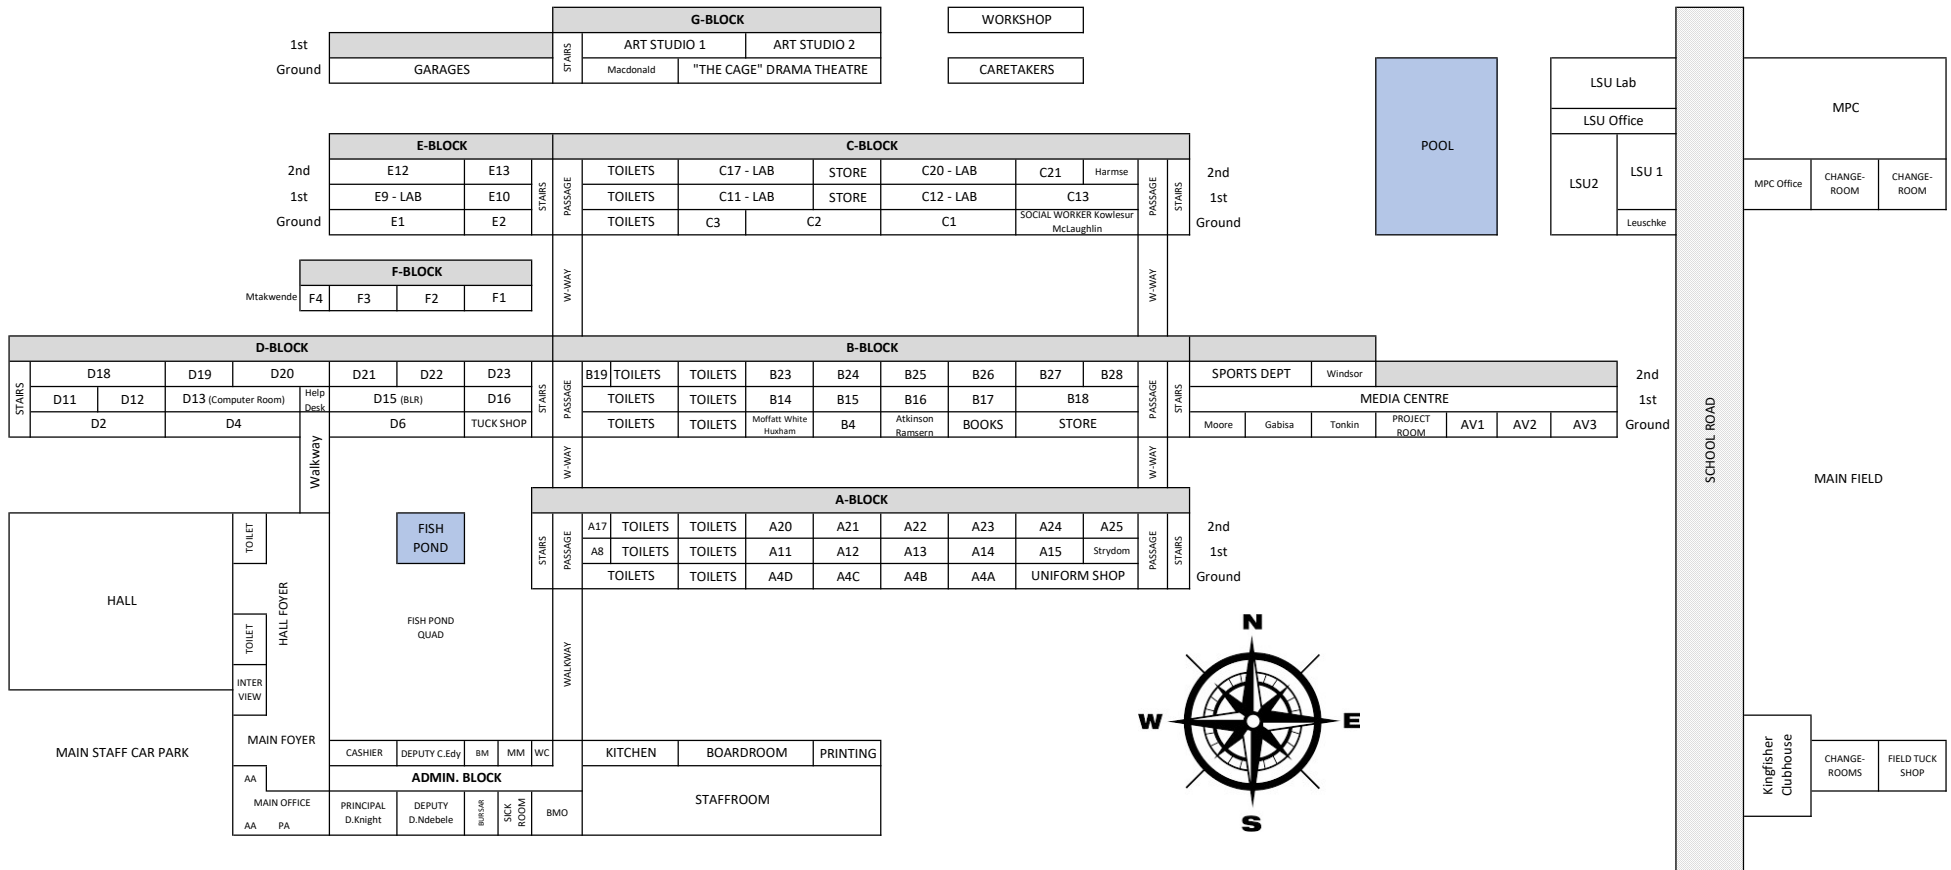 G-BLOCK
WORKSHOP
1st
STAIRS
ART STUDIO 1
ART STUDIO 2
Ground
GARAGES
Macdonald
"THE CAGE" DRAMA THEATRE
CARETAKERS
POOL
LSU Lab
LSU Office
LSU2
LSU 1
Leuschke
SCHOOL ROAD
MPC
MPC Office
CHANGE-
ROOM
CHANGE-
ROOM
E-BLOCK
C-BLOCK
2nd
E12
E13
STAIRS
PASSAGE
TOILETS
C17 - LAB
STORE
C20 - LAB
C21
Harmse
PASSAGE
STAIRS
2nd
1st
E9 - LAB
E10
TOILETS
C11 - LAB
STORE
C12 - LAB
C13
1st
Ground
E1
E2
TOILETS
C3
C2
C1
SOCIAL WORKER Kowlesur
McLaughlin
Ground
F-BLOCK
Mtakwende
F4
F3
F2
F1
W-WAY
W-WAY
D-BLOCK
B-BLOCK
STAIRS
D18
D19
D20
D21
D22
D23
STAIRS
PASSAGE
B19
TOILETS
TOILETS
B23
B24
B25
B26
B27
B28
PASSAGE
STAIRS
SPORTS DEPT
Windsor
2nd
D11
D12
D13 (Computer Room)
Help
Desk
D15 (BLR)
D16
TOILETS
TOILETS
B14
B15
B16
B17
B18
MEDIA CENTRE
1st
D2
D4
D6
TUCK SHOP
TOILETS
TOILETS
Moffatt White
Huxham
B4
Atkinson
Ramsern
BOOKS
STORE
Moore
Gabisa
Tonkin
PROJECT
ROOM
AV1
AV2
AV3
Ground
Walkway
W-WAY
W-WAY
MAIN FIELD
A-BLOCK
STAIRS
PASSAGE
A17
TOILETS
TOILETS
A20
A21
A22
A23
A24
A25
PASSAGE
STAIRS
2nd
A8
TOILETS
TOILETS
A11
A12
A13
A14
A15
Strydom
1st
TOILETS
TOILETS
A4D
A4C
A4B
A4A
UNIFORM SHOP
Ground
HALL
TOILET
HALL FOYER
TOILET
INTER
VIEW
FISH
POND
FISH POND
QUAD
WALKWAY
N
W
E
S
MAIN STAFF CAR PARK
MAIN FOYER
CASHIER
DEPUTY C.Edy
BM
MM
WC
KITCHEN
BOARDROOM
PRINTING
AA
ADMIN. BLOCK
MAIN OFFICE
AA
PA
PRINCIPAL
D.Knight
DEPUTY
D.Ndebele
BURSAR
SICK
ROOM
BMO
STAFFROOM
Kingfisher
Clubhouse
CHANGE-
ROOMS
FIELD TUCK
SHOP